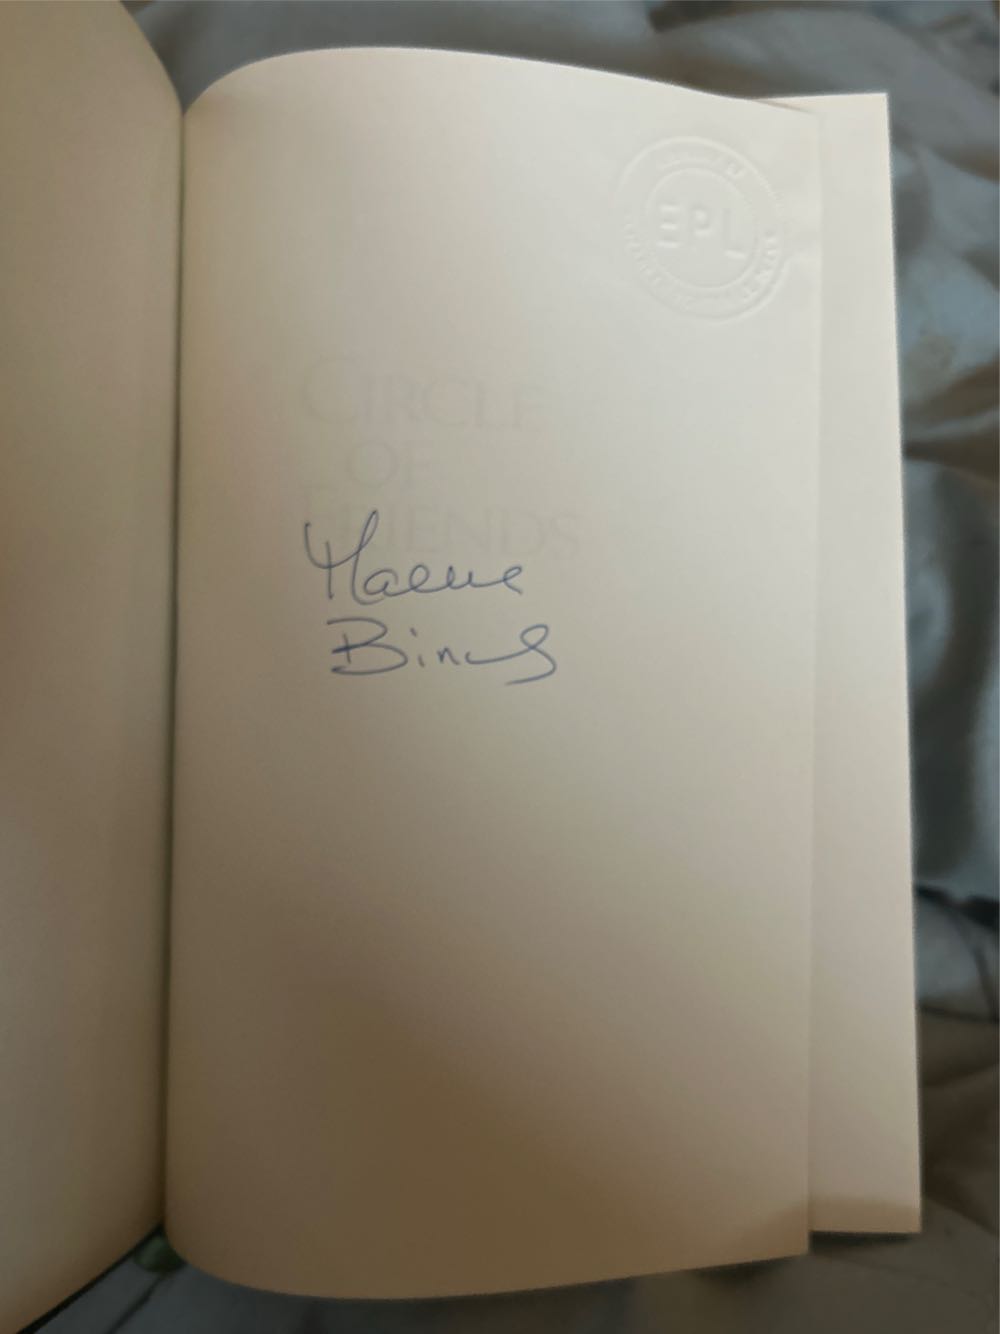 EPL
CIRCLE
OF
FRIENDS
Maeve
Binchy